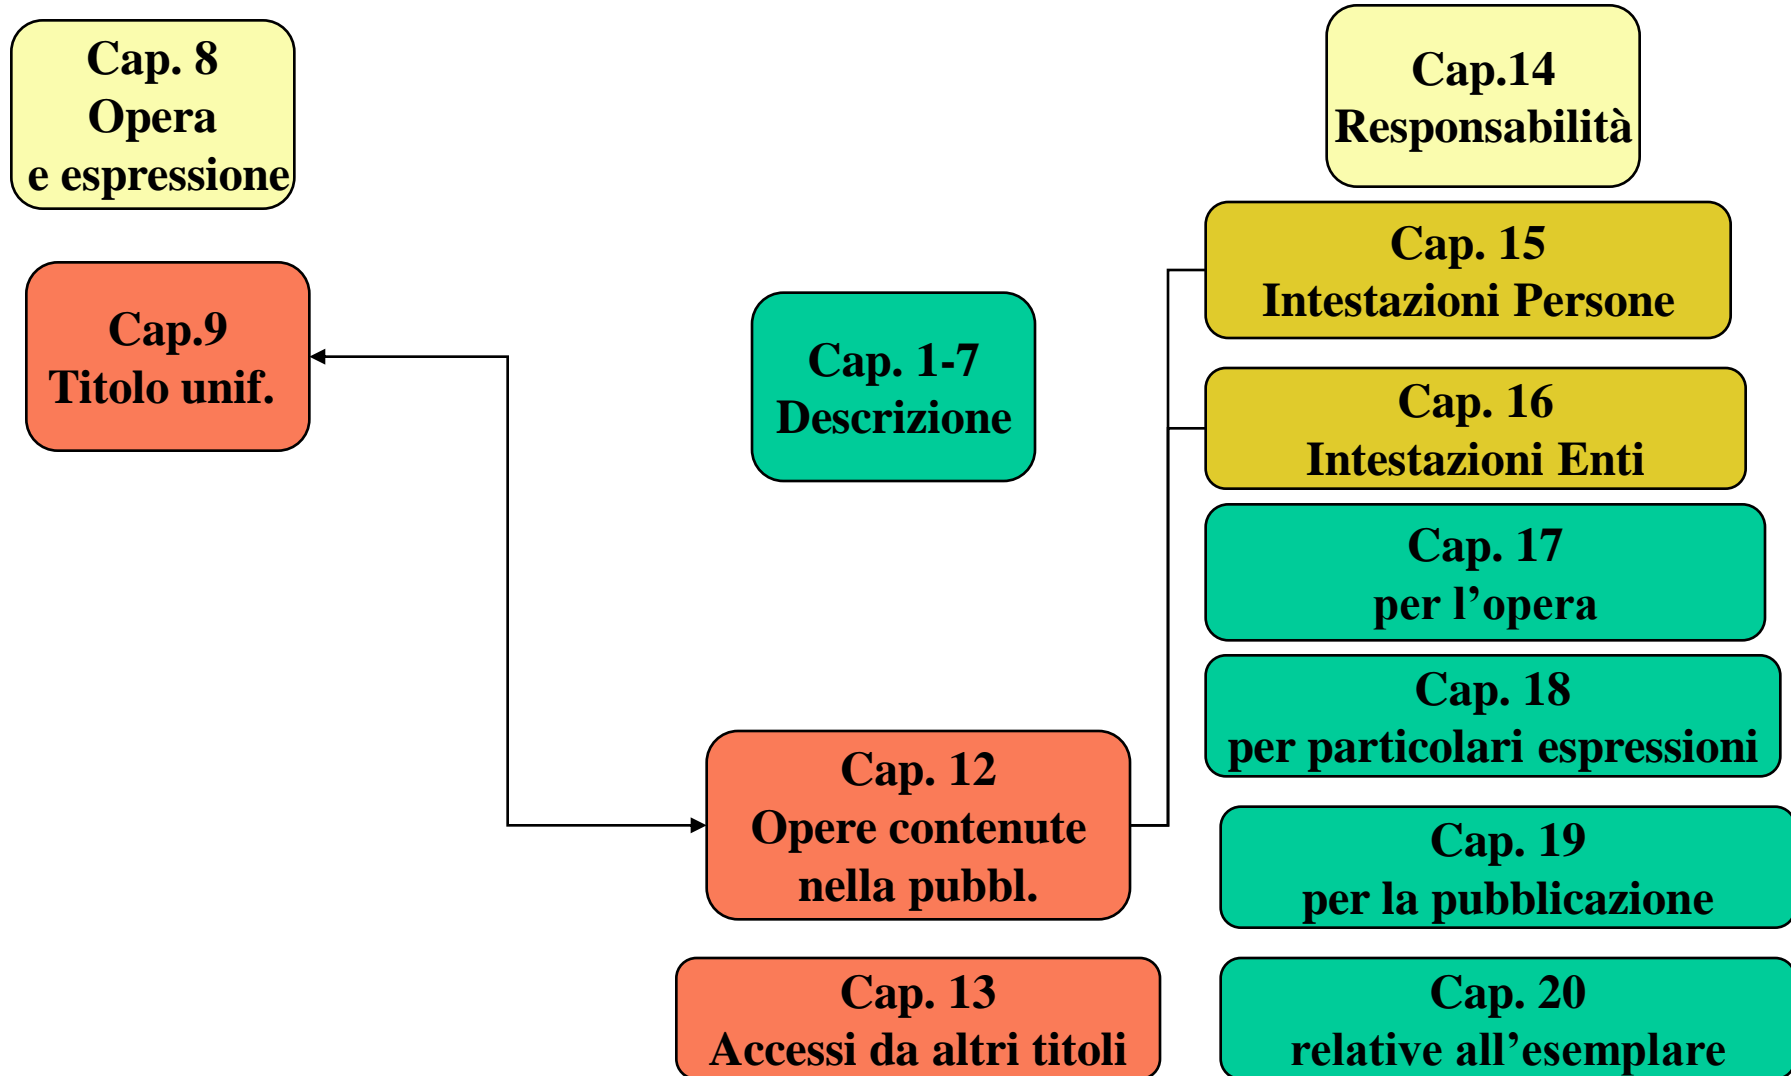 Cap. 8
Opera
e espressione
Cap.9
Titolo unif.
Cap. 1-7
Descrizione
Cap. 12
Opere contenute
nella pubbl.
Cap. 13
Accessi da altri titoli
Cap.14
Responsabilità
Cap. 15
Intestazioni Persone
Cap. 16
Intestazioni Enti
Cap. 17
per l’opera
Cap. 18
per particolari espressioni
Cap. 19
per la pubblicazione
Cap. 20
relative all’esemplare